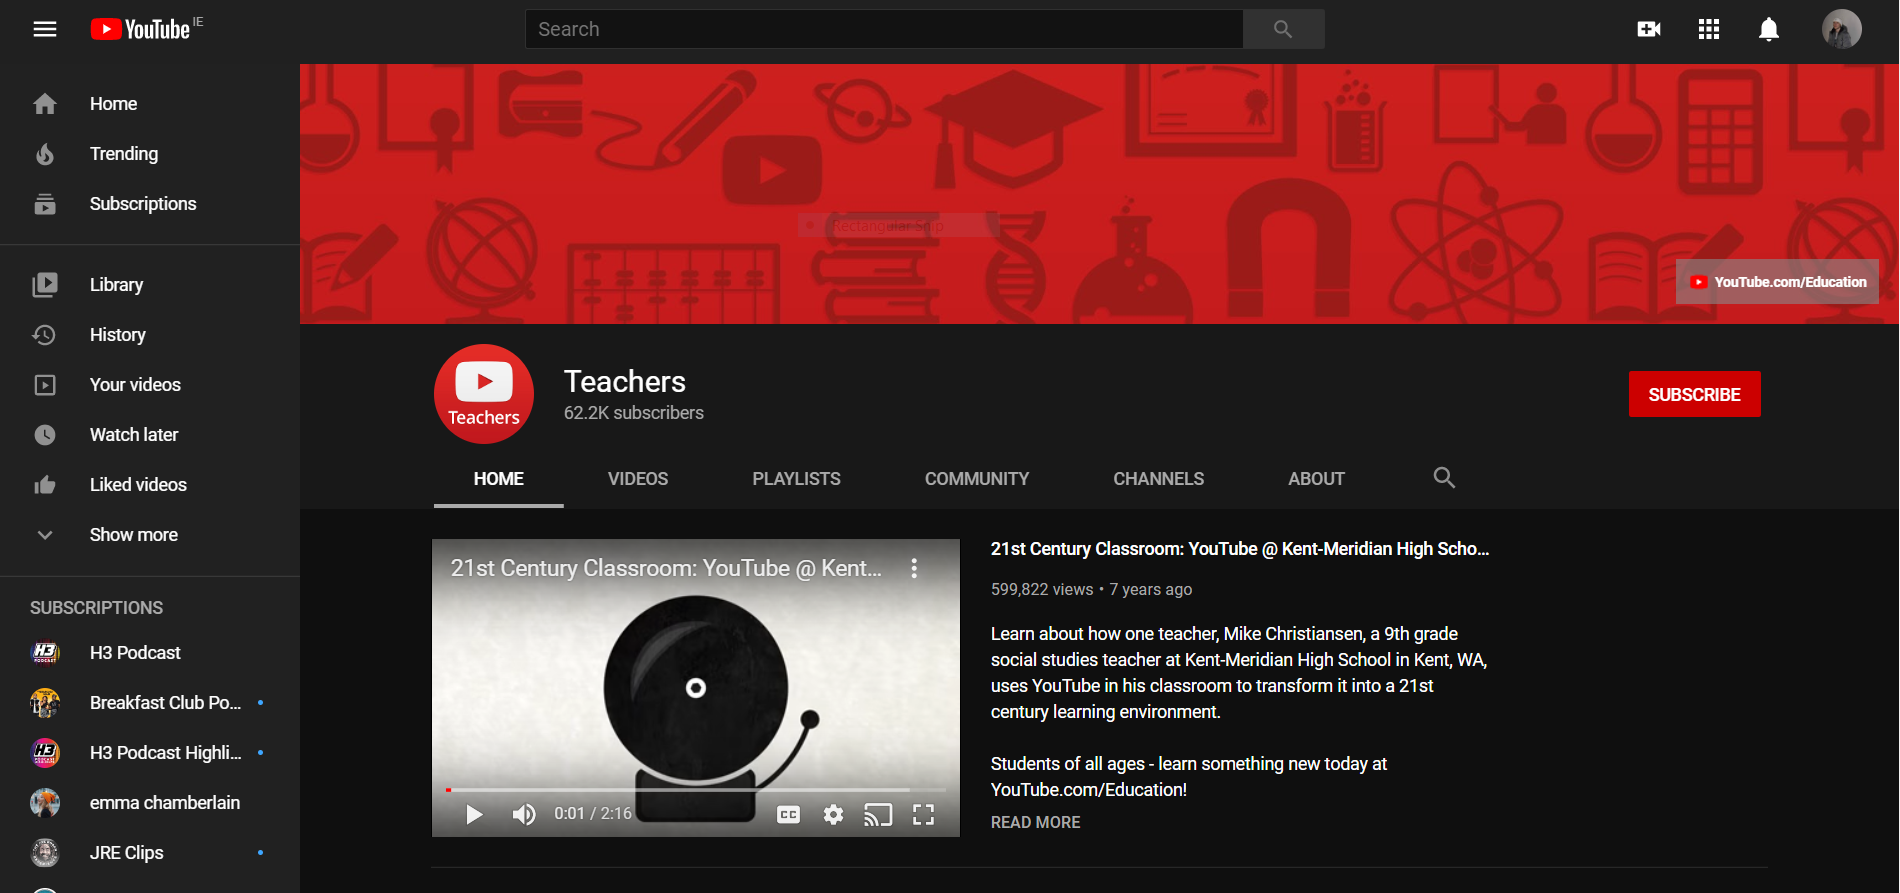 YouTube IE
Search
Home
Trending
Subscriptions
Library
History
Your videos
Watch later
Liked videos
Show more
SUBSCRIPTIONS
H3 Podcast
Breakfast Club Po...
H3 Podcast Highli...
emma chamberlain
JRE Clips
Rectangular Snip
YouTube.com/Education
Teachers
Teachers
62.2K subscribers
SUBSCRIBE
HOME
VIDEOS
PLAYLISTS
COMMUNITY
CHANNELS
ABOUT
21st Century Classroom: YouTube @ Kent...
0:01 / 2:16
CC
21st Century Classroom: YouTube @ Kent-Meridian High Scho...
599,822 views • 7 years ago
Learn about how one teacher, Mike Christiansen, a 9th grade
social studies teacher at Kent-Meridian High School in Kent, WA,
uses YouTube in his classroom to transform it into a 21st
century learning environment.
Students of all ages - learn something new today at
YouTube.com/Education!
READ MORE